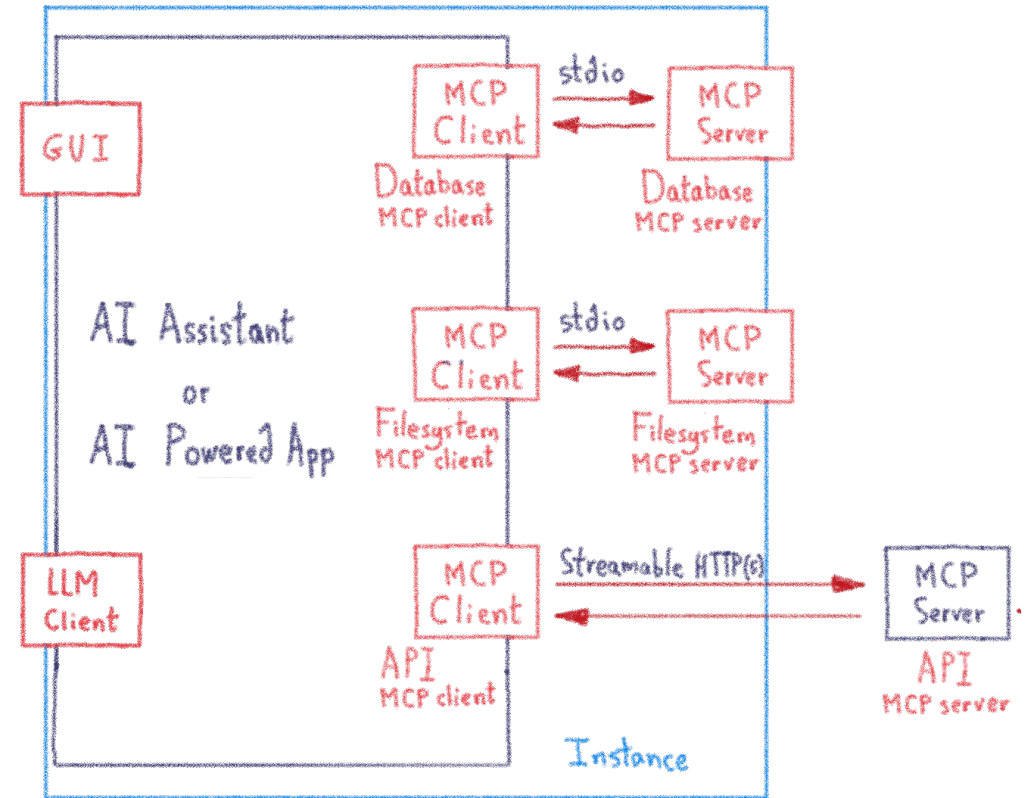 GUI
MCP
Client
Database
MCP client
stdio
MCP
Server
Database
MCP server
AI Assistant
or
AI Powered App
MCP
Client
Filesystem
MCP client
stdio
MCP
Server
Filesystem
MCP server
LLM
Client
MCP
Client
API
MCP client
Streamable HTTP(s)
MCP
Server
API
MCP server
Instance